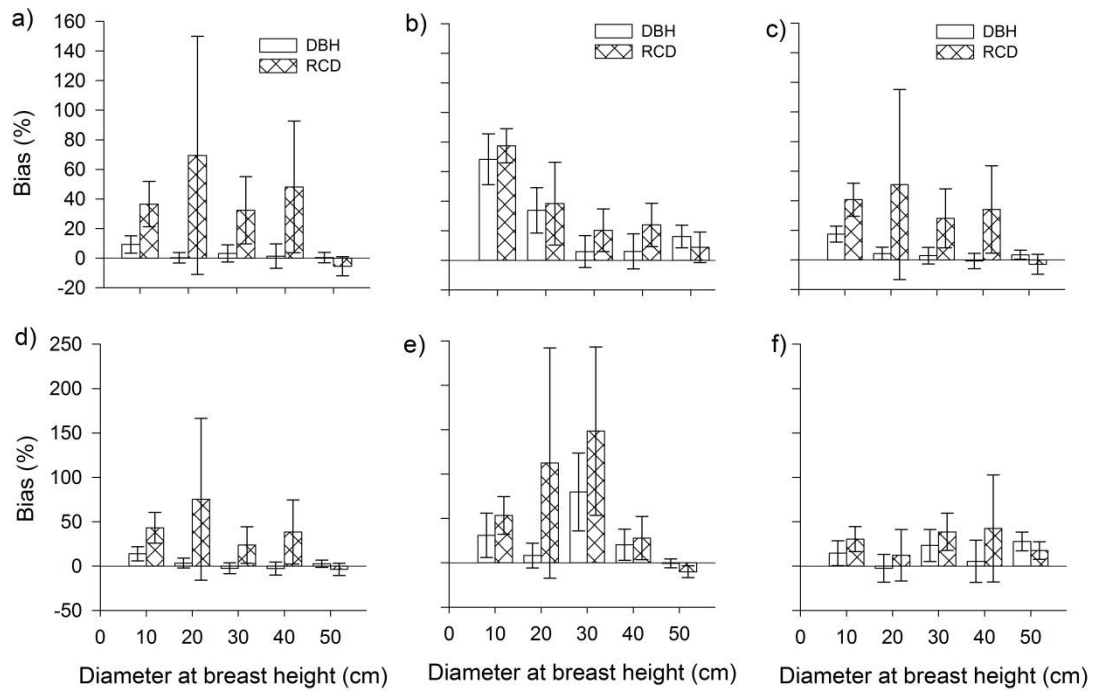 a)
b)
c)
DBH
RCD
DBH
RCD
DBH
RCD
Bias (%)
160
140
120
100
80
60
40
20
0
-20
d)
e)
f)
Bias (%)
250
200
150
100
50
0
-50
0 10 20 30 40 50
0 10 20 30 40 50
0 10 20 30 40 50
Diameter at breast height (cm)
Diameter at breast height (cm)
Diameter at breast height (cm)